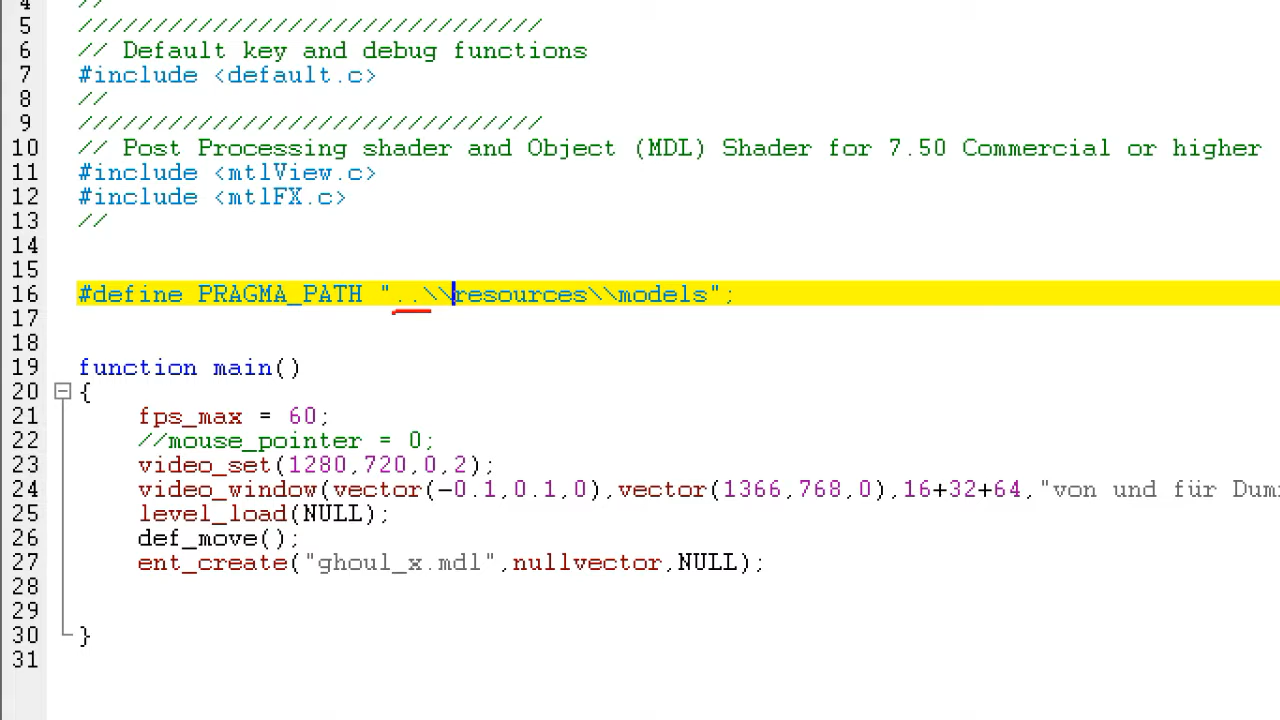 4 //
5 ///////////////////////////////
6 // Default key and debug functions
7 #include <default.c>
8 //
9 ///////////////////////////////
10 // Post Processing shader and Object (MDL) Shader for 7.50 Commercial or higher
11 #include <mtlView.c>
12 #include <mtlFX.c>
13 //
14
15
16 #define PRAGMA_PATH "..\\resources\\models";
17
18
19 function main()
20 {
21 fps_max = 60;
22 //mouse_pointer = 0;
23 video_set(1280,720,0,2);
24 video_window(vector(-0.1,0.1,0),vector(1366,768,0),16+32+64,"von und für
25 level_load(NULL);
26 def_move();
27 ent_create("ghoul_x.mdl",nullvector,NULL);
28
29
30 }
31